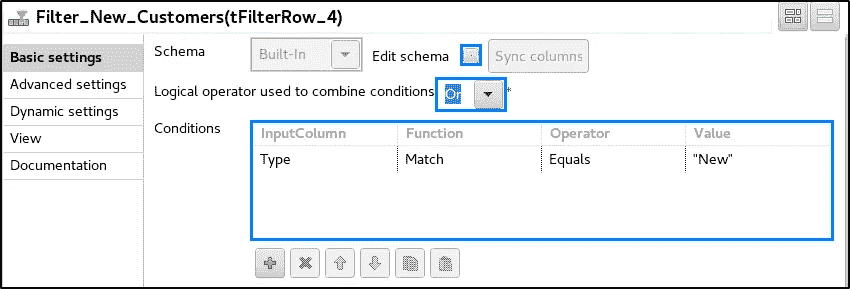 Filter_New_Customers(tFilterRow_4)
Basic settings
Advanced settings
Dynamic settings
View
Documentation
Schema Built-In Edit schema Sync columns
Logical operator used to combine conditions Or *
Conditions
InputColumn Function Operator Value
Type Match Equals "New"